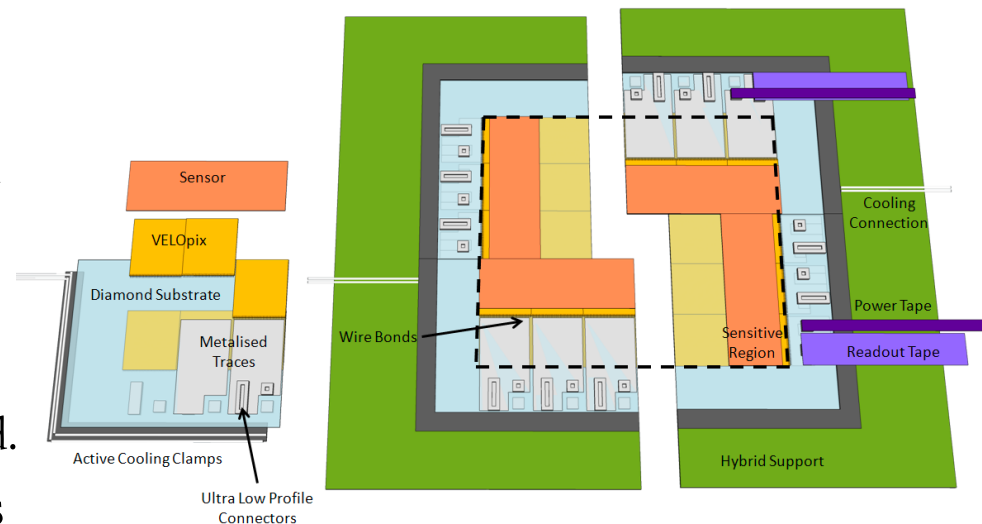 Sensor
VELOpix
Diamond Substrate
Metalised
Traces
Active Cooling Clamps
Ultra Low Profile
Connectors
Wire Bonds
Sensitive
Region
Cooling
Connection
Power Tape
Readout Tape
Hybrid Support
d.
s